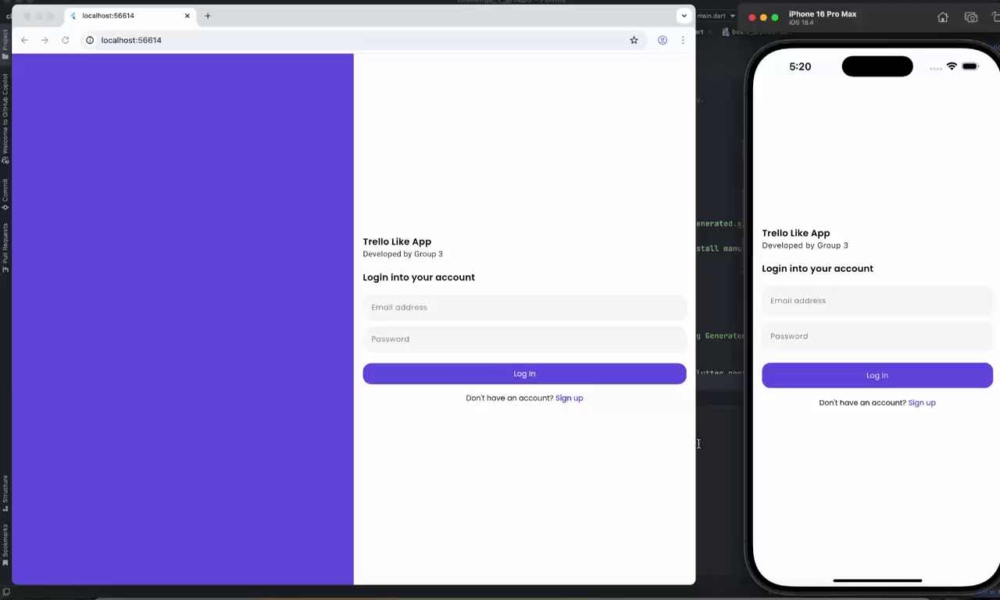 localhost:56614
localhost:56614
Trello Like App
Developed by Group 3
Login into your account
Email address
Password
Log In
Don't have an account? Sign up
main.dart
iPhone 16 Pro Max
iOS 18.4
5:20
Trello Like App
Developed by Group 3
Login into your account
Email address
Password
Log In
Don't have an account? Sign up
Project
Welcome to GitHub Copilot
Commit
Pull Requests
Structure
Bookmarks
enerated.x
stall manu
g Generate